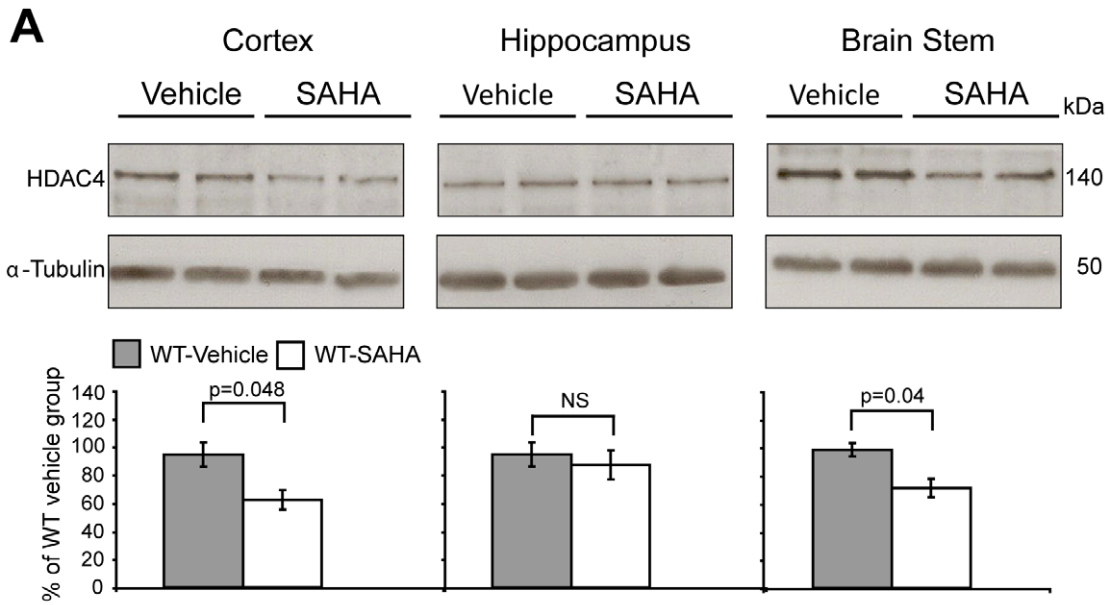 A
Cortex Hippocampus Brain Stem
Vehicle SAHA Vehicle SAHA Vehicle SAHA kDa
HDAC4 140
α-Tubulin 50
WT-Vehicle WT-SAHA
% of WT vehicle group
140
120
100
80
60
40
20
0
p=0.048
NS
p=0.04